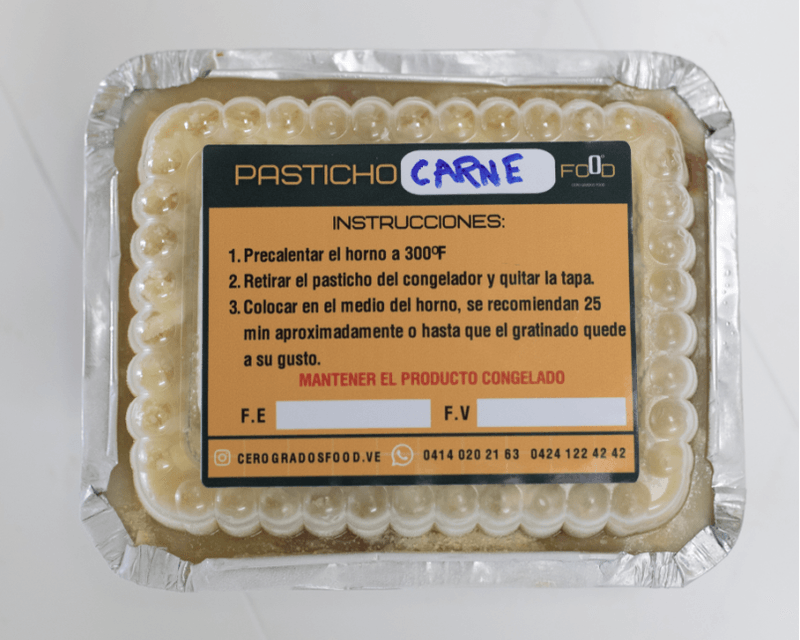 PASTICHO CARNE FOOD
INSTRUCCIONES:
1. Precalentar el horno a 300ºF
2. Retirar el pasticho del congelador y quitar la tapa.
3. Colocar en el medio del horno, se recomiendan 25
min aproximadamente o hasta que el gratinado quede
a su gusto.
MANTENER EL PRODUCTO CONGELADO
F.E F.V
CEROGRADOSFOOD.VE 0414 020 21 63 0424 122 42 42